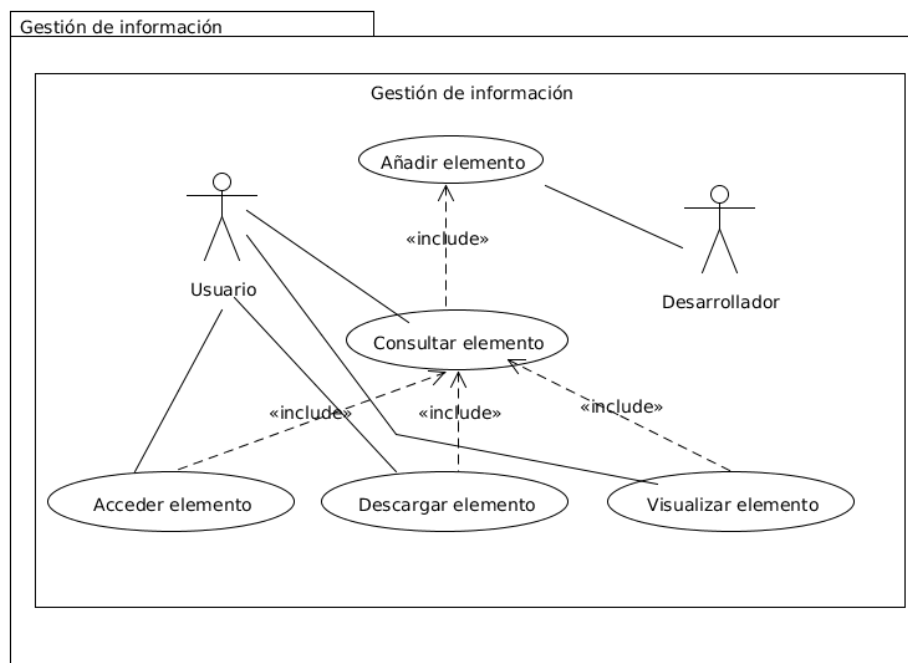 Gestión de información
Gestión de información
Añadir elemento
«include»
Usuario
Desarrollador
Consultar elemento
«include»
«include»
«include»
Acceder elemento
Descargar elemento
Visualizar elemento